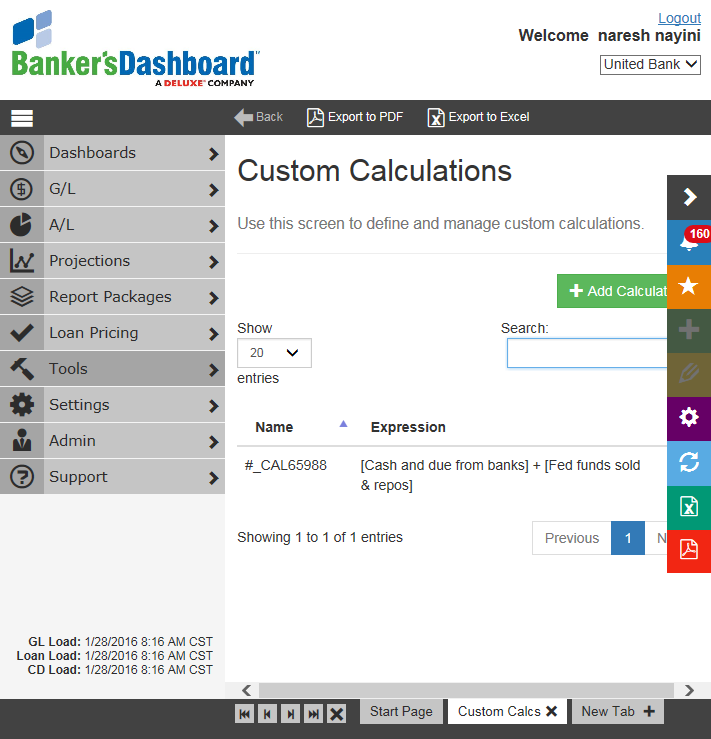 Logout
Welcome naresh nayini
Banker'sDashboard
A DELUXE COMPANY
United Bank
Back Export to PDF Export to Excel
Dashboards
G/L
A/L
Projections
Report Packages
Loan Pricing
Tools
Settings
Admin
Support
Custom Calculations
Use this screen to define and manage custom calculations.
160
Add Calculat
Show
20
entries
Search:
Name Expression
#_CAL65988 [Cash and due from banks] + [Fed funds sold
& repos]
Showing 1 to 1 of 1 entries
Previous 1 N
GL Load: 1/28/2016 8:16 AM CST
Loan Load: 1/28/2016 8:16 AM CST
CD Load: 1/28/2016 8:16 AM CST
Start Page Custom Calcs New Tab